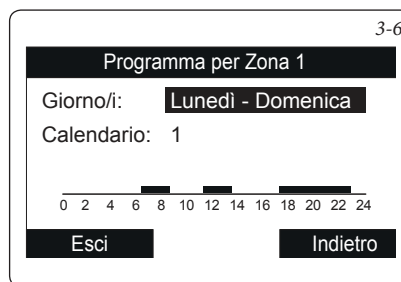 3-6
Programma per Zona 1
Giorno/i: Lunedì - Domenica
Calendario: 1
0 2 4 6 8 10 12 14 16 18 20 22 24
Esci Indietro